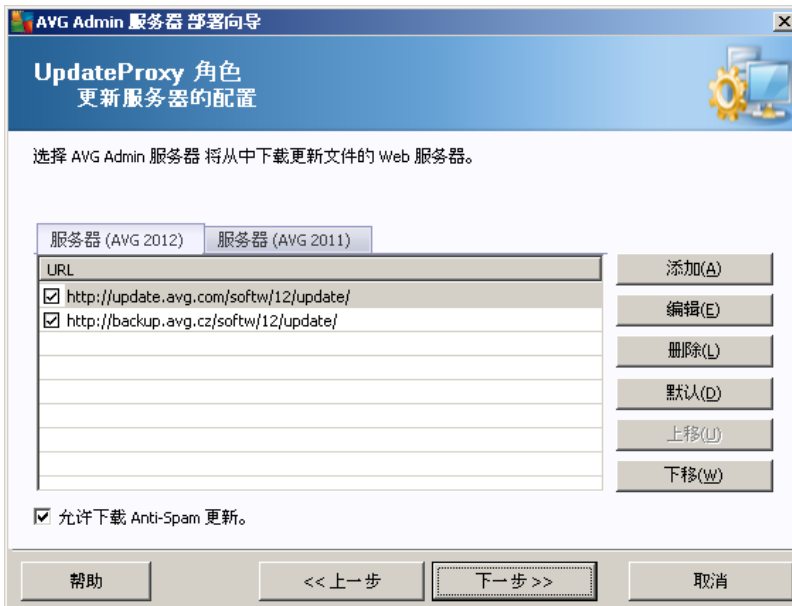 AVG Admin 服务器 部署向导
UpdateProxy 角色
更新服务器的配置
选择 AVG Admin 服务器 将从中下载更新文件的 Web 服务器。
服务器 (AVG 2012) 服务器 (AVG 2011)
URL
http://update.avg.com/softw/12/update/
http://backup.avg.cz/softw/12/update/
添加(A)
编辑(E)
删除(L)
默认(D)
上移(U)
下移(W)
允许下载 Anti-Spam 更新。
帮助 << 上一步 下一步 >> 取消